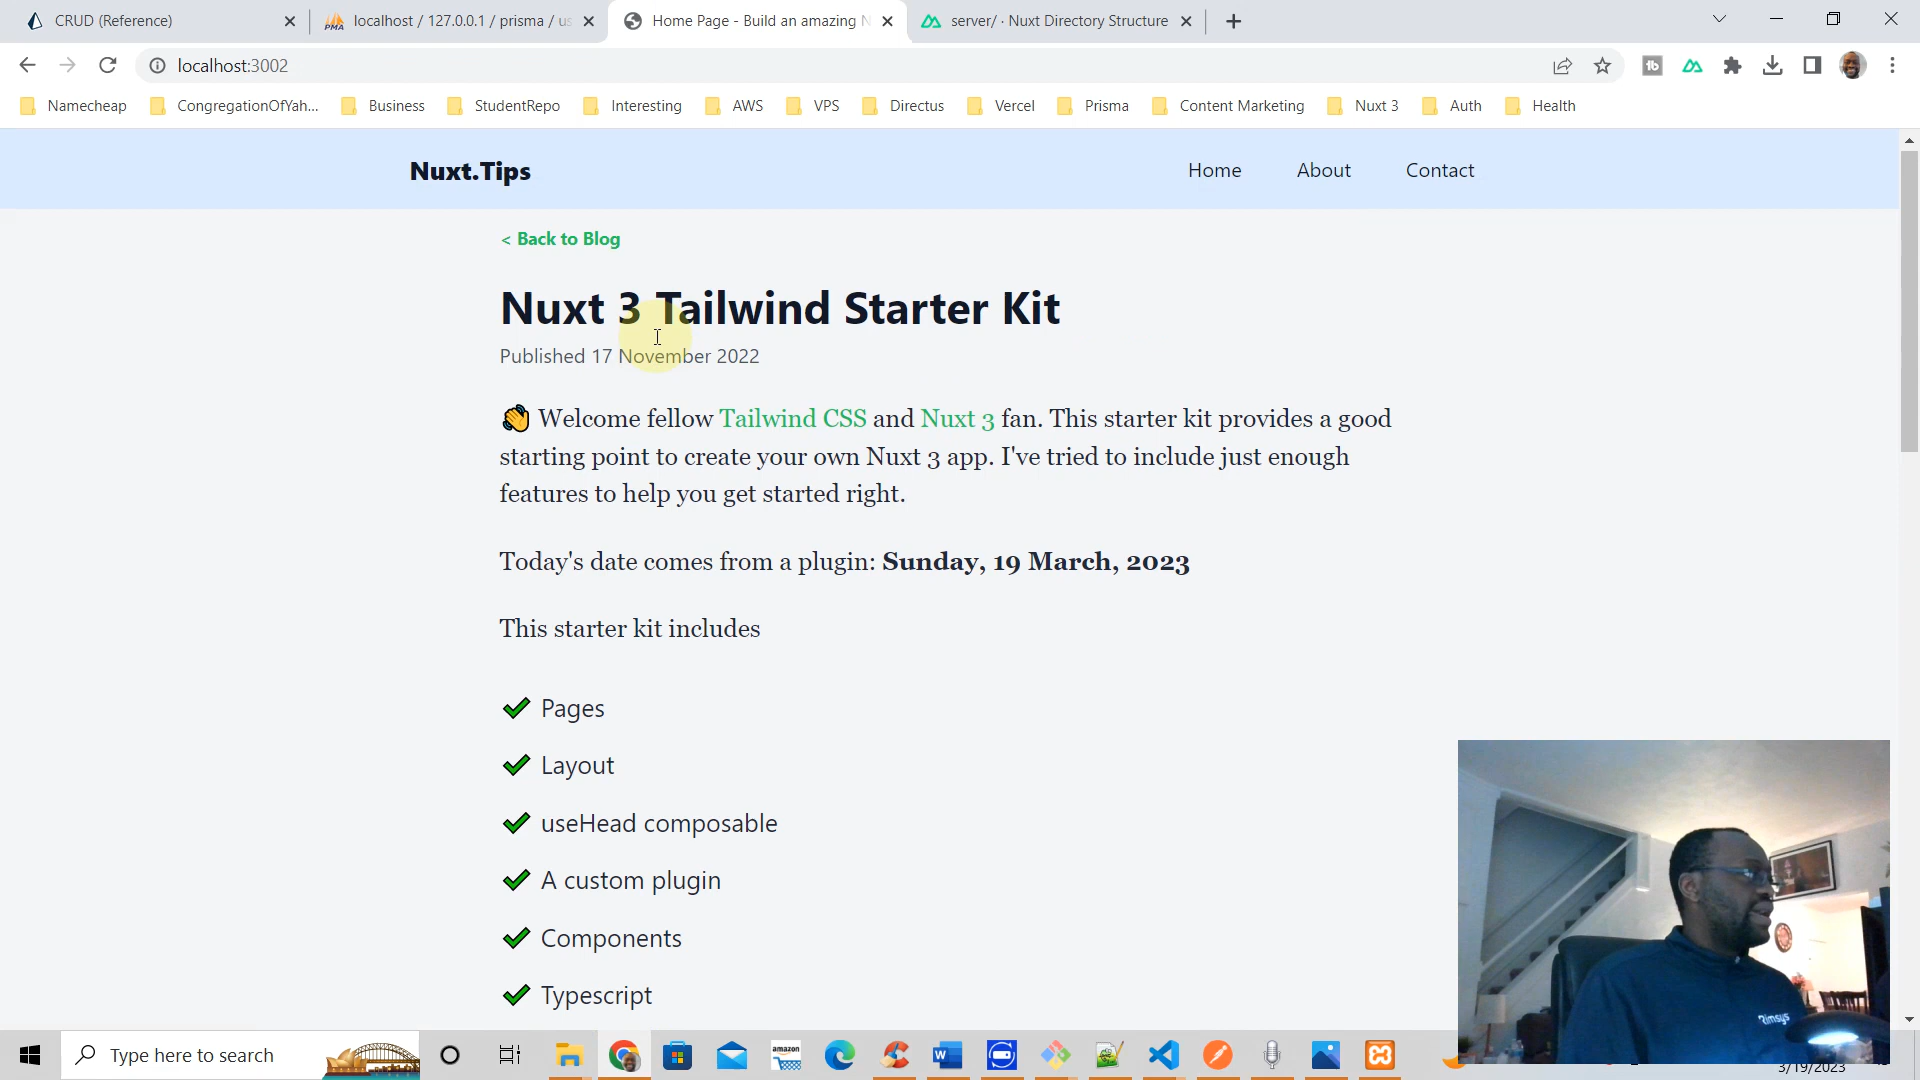 CRUD (Reference)
localhost / 127.0.0.1 / prisma / us
Home Page - Build an amazing N
server/ · Nuxt Directory Structure
localhost:3002
Namecheap
CongregationOfYah...
Business
StudentRepo
Interesting
AWS
VPS
Directus
Vercel
Prisma
Content Marketing
Nuxt 3
Auth
Health
Nuxt.Tips
Home
About
Contact
< Back to Blog
Nuxt 3 Tailwind Starter Kit
Published 17 November 2022
👋 Welcome fellow Tailwind CSS and Nuxt 3 fan. This starter kit provides a good
starting point to create your own Nuxt 3 app. I've tried to include just enough
features to help you get started right.
Today's date comes from a plugin: Sunday, 19 March, 2023
This starter kit includes
Pages
Layout
useHead composable
A custom plugin
Components
Typescript
Rimsys
Type here to search
amazon
3/19/2023